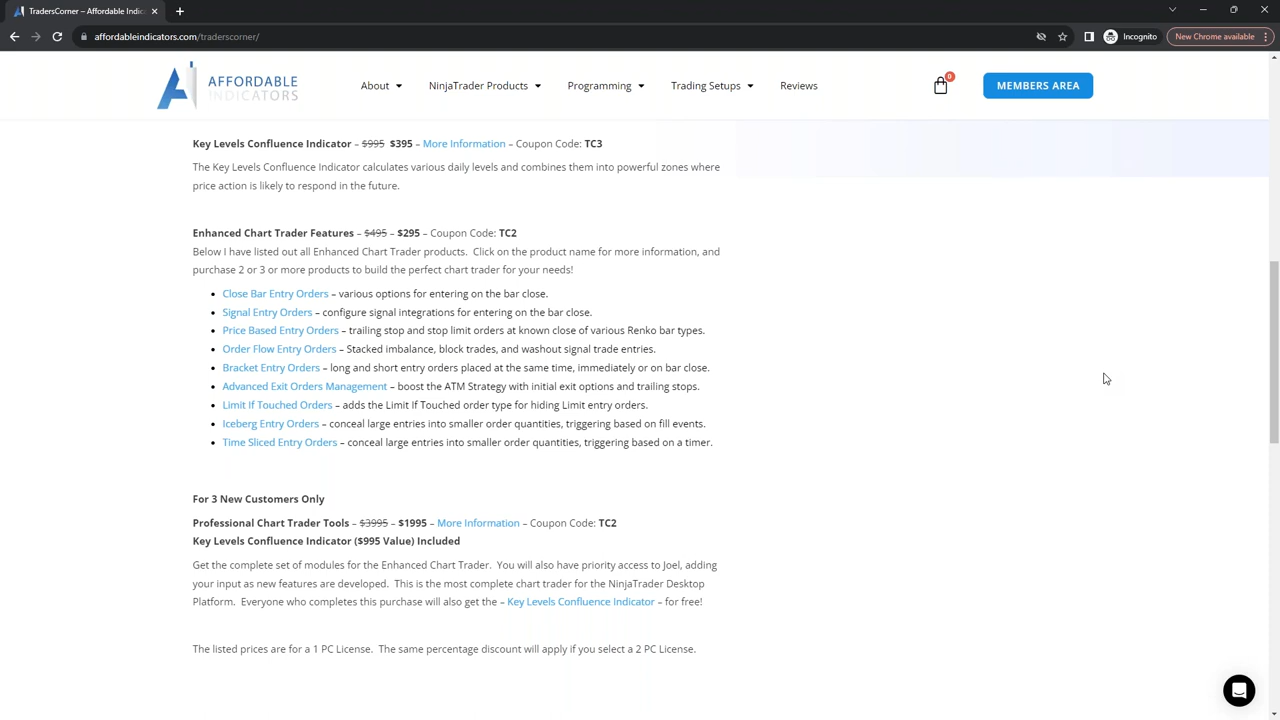 TradersCorner – Affordable Indic
affordableindicators.com/traderscorner/
Incognito
New Chrome available
AFFORDABLE
INDICATORS
About
NinjaTrader Products
Programming
Trading Setups
Reviews
0
MEMBERS AREA
Key Levels Confluence Indicator – $995 $395 – More Information – Coupon Code: TC3
The Key Levels Confluence Indicator calculates various daily levels and combines them into powerful zones where
price action is likely to respond in the future.
Enhanced Chart Trader Features – $495 – $295 – Coupon Code: TC2
Below I have listed out all Enhanced Chart Trader products. Click on the product name for more information, and
purchase 2 or 3 or more products to build the perfect chart trader for your needs!
• Close Bar Entry Orders – various options for entering on the bar close.
• Signal Entry Orders – configure signal integrations for entering on the bar close.
• Price Based Entry Orders – trailing stop and stop limit orders at known close of various Renko bar types.
• Order Flow Entry Orders – Stacked imbalance, block trades, and washout signal trade entries.
• Bracket Entry Orders – long and short entry orders placed at the same time, immediately or on bar close.
• Advanced Exit Orders Management – boost the ATM Strategy with initial exit options and trailing stops.
• Limit If Touched Orders – adds the Limit If Touched order type for hiding Limit entry orders.
• Iceberg Entry Orders – conceal large entries into smaller order quantities, triggering based on fill events.
• Time Sliced Entry Orders – conceal large entries into smaller order quantities, triggering based on a timer.
For 3 New Customers Only
Professional Chart Trader Tools – $3995 – $1995 – More Information – Coupon Code: TC2
Key Levels Confluence Indicator ($995 Value) Included
Get the complete set of modules for the Enhanced Chart Trader. You will also have priority access to Joel, adding
your input as new features are developed. This is the most complete chart trader for the NinjaTrader Desktop
Platform. Everyone who completes this purchase will also get the – Key Levels Confluence Indicator – for free!
The listed prices are for a 1 PC License. The same percentage discount will apply if you select a 2 PC License.